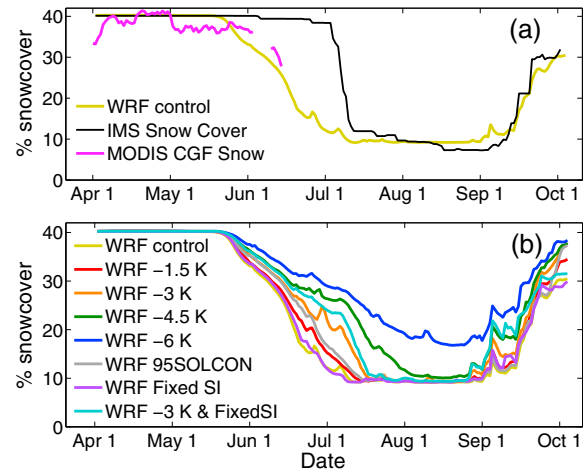 (a)
40
30
20
10
0
% snowcover
WRF control
IMS Snow Cover
MODIS CGF Snow
Apr 1 May 1 Jun 1 Jul 1 Aug 1 Sep 1 Oct 1
(b)
40
30
20
10
0
% snowcover
WRF control
WRF −1.5 K
WRF −3 K
WRF −4.5 K
WRF −6 K
WRF 95SOLCON
WRF Fixed SI
WRF −3 K & FixedSI
Apr 1 May 1 Jun 1 Jul 1 Aug 1 Sep 1 Oct 1
Date